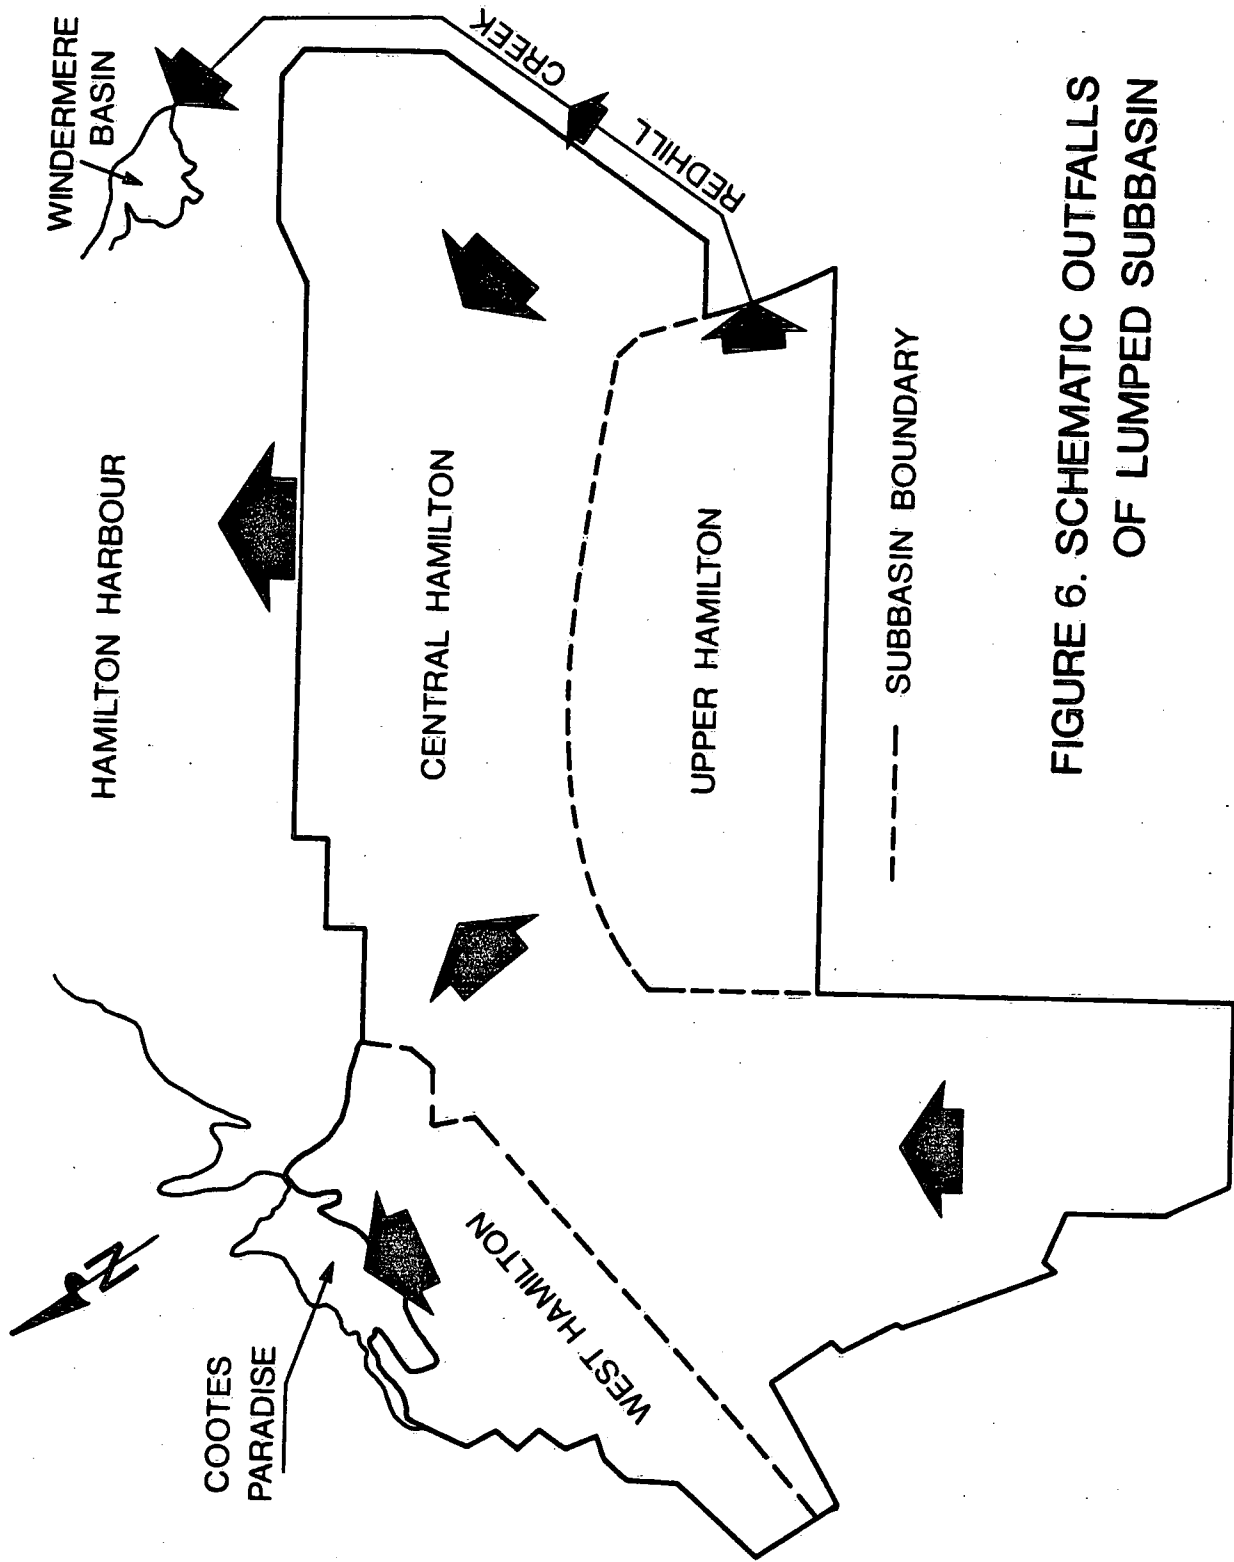 HAMILTON HARBOUR
WINDERMERE
BASIN
COOTES
PARADISE
N
CENTRAL HAMILTON
WEST HAMILTON
UPPER HAMILTON
REDHILL
CREEK
SUBBASIN BOUNDARY
FIGURE 6. SCHEMATIC OUTFALLS
OF LUMPED SUBBASIN